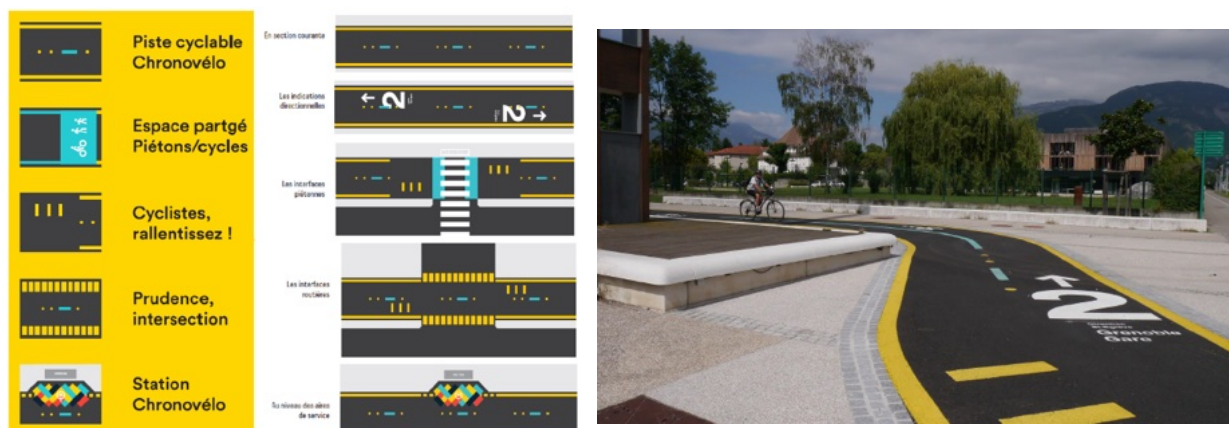 Piste cyclable
Chronovélo
Espace partgé
Piétons/cycles
Cyclistes,
rallentissez !
Prudence,
intersection
Station
Chronovélo
En section courante
Les indications
directionnelles
2
2
Les interfaces
piétonnes
Les interfaces
routières
Au niveau des aires
de service
2
Grenoble
Gare